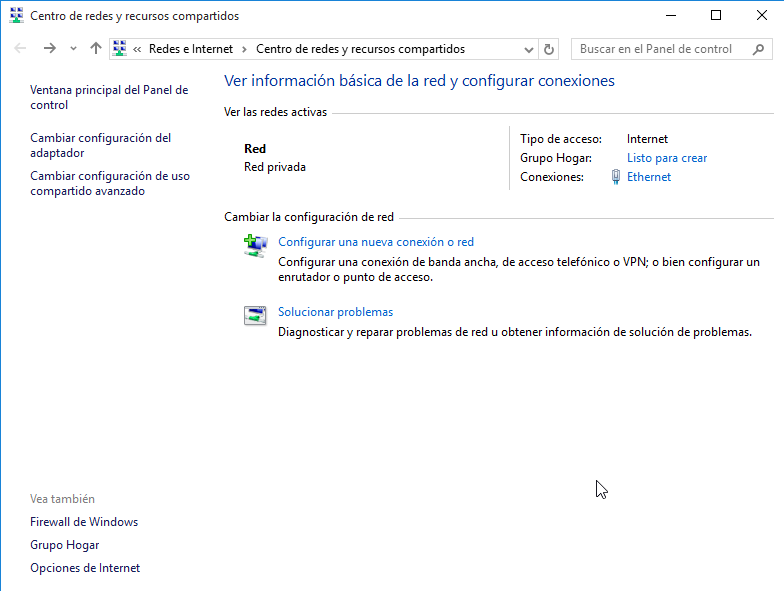 Centro de redes y recursos compartidos
« Redes e Internet > Centro de redes y recursos compartidos
Buscar en el Panel de control
Ventana principal del Panel de
control
Cambiar configuración del
adaptador
Cambiar configuración de uso
compartido avanzado
Ver información básica de la red y configurar conexiones
Ver las redes activas
Red
Red privada
Tipo de acceso: Internet
Grupo Hogar: Listo para crear
Conexiones: Ethernet
Cambiar la configuración de red
Configurar una nueva conexión o red
Configurar una conexión de banda ancha, de acceso telefónico o VPN; o bien configurar un
enrutador o punto de acceso.
Solucionar problemas
Diagnosticar y reparar problemas de red u obtener información de solución de problemas.
Vea también
Firewall de Windows
Grupo Hogar
Opciones de Internet